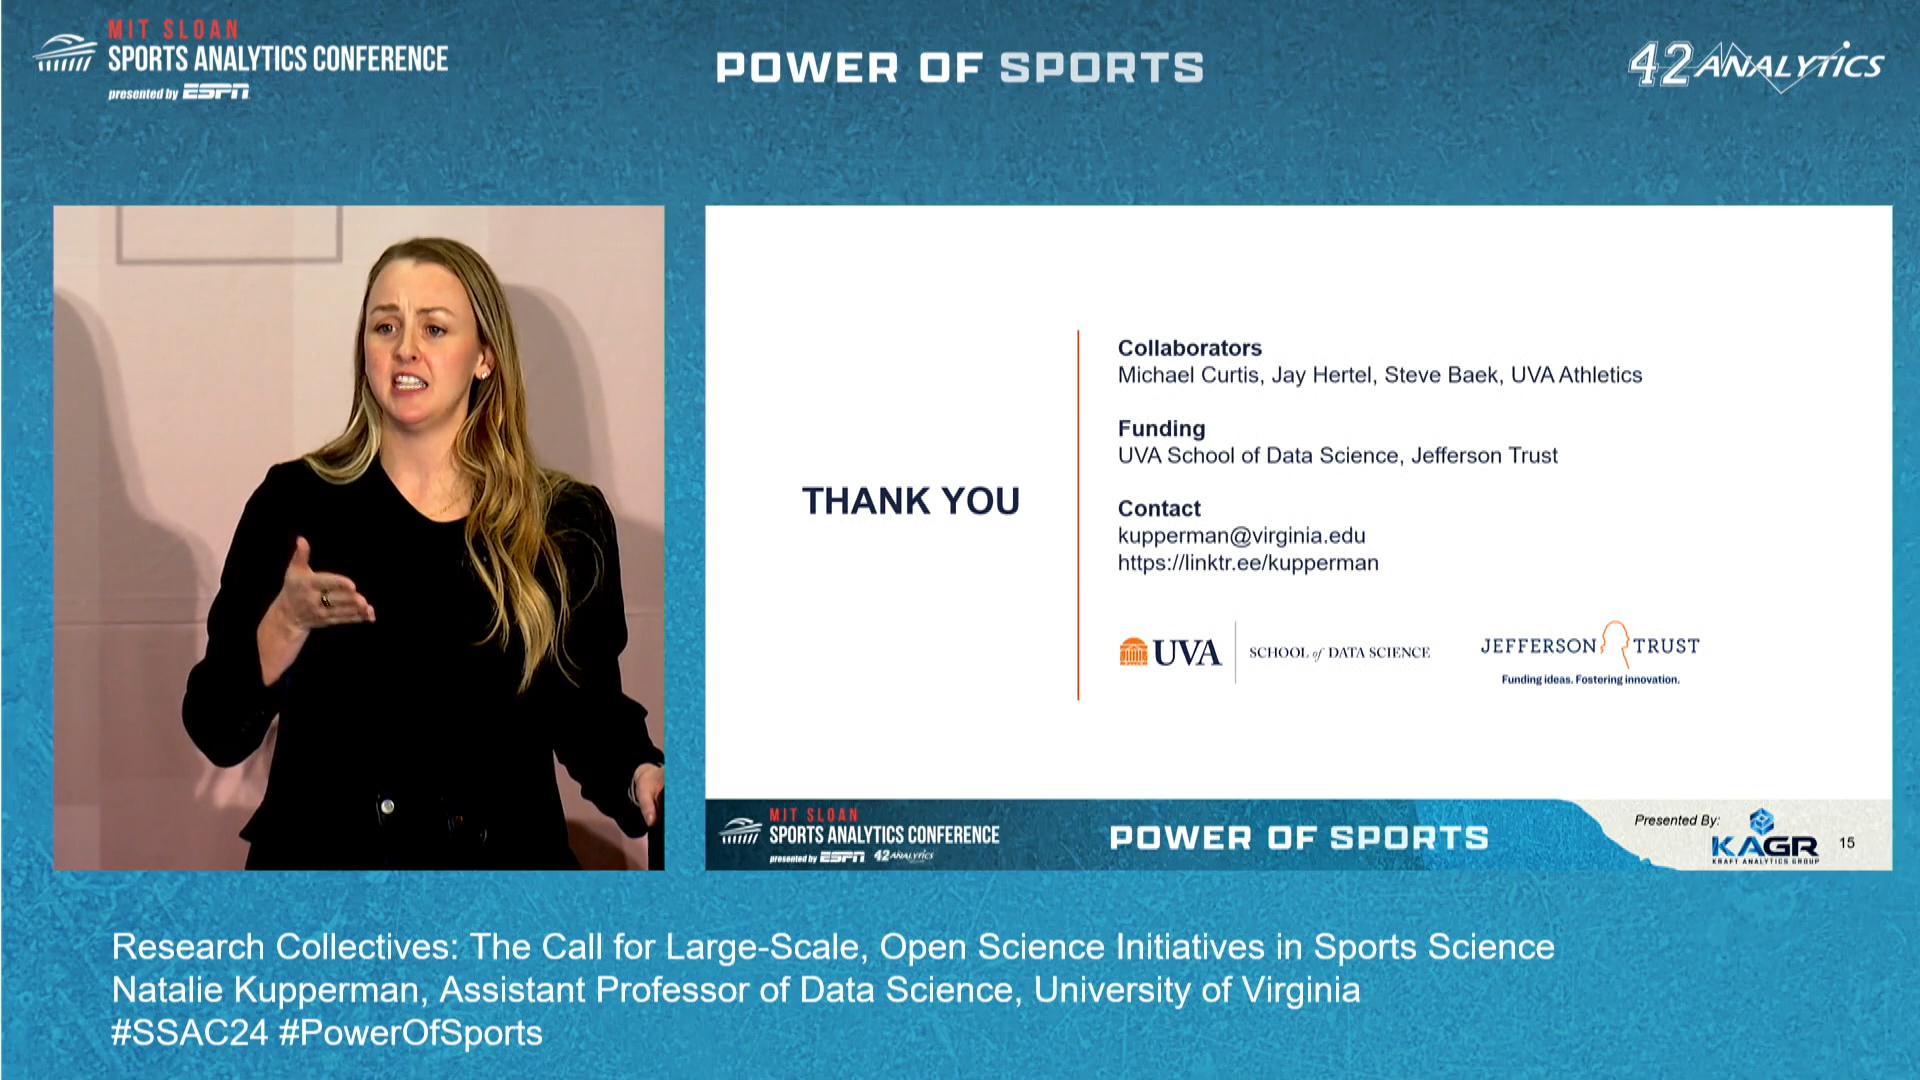 MIT SLOAN
SPORTS ANALYTICS CONFERENCE
presented by ESPN
POWER OF SPORTS
42 ANALYTICS
THANK YOU
Collaborators
Michael Curtis, Jay Hertel, Steve Baek, UVA Athletics
Funding
UVA School of Data Science, Jefferson Trust
Contact
kupperman@virginia.edu
https://linktr.ee/kupperman
UVA SCHOOL of DATA SCIENCE
JEFFERSON TRUST
Funding ideas. Fostering innovation.
MIT SLOAN
SPORTS ANALYTICS CONFERENCE
presented by ESPN 42 ANALYTICS
POWER OF SPORTS
Presented By:
KAGR
KRAFT ANALYTICS GROUP
15
Research Collectives: The Call for Large-Scale, Open Science Initiatives in Sports Science
Natalie Kupperman, Assistant Professor of Data Science, University of Virginia
#SSAC24 #PowerOfSports